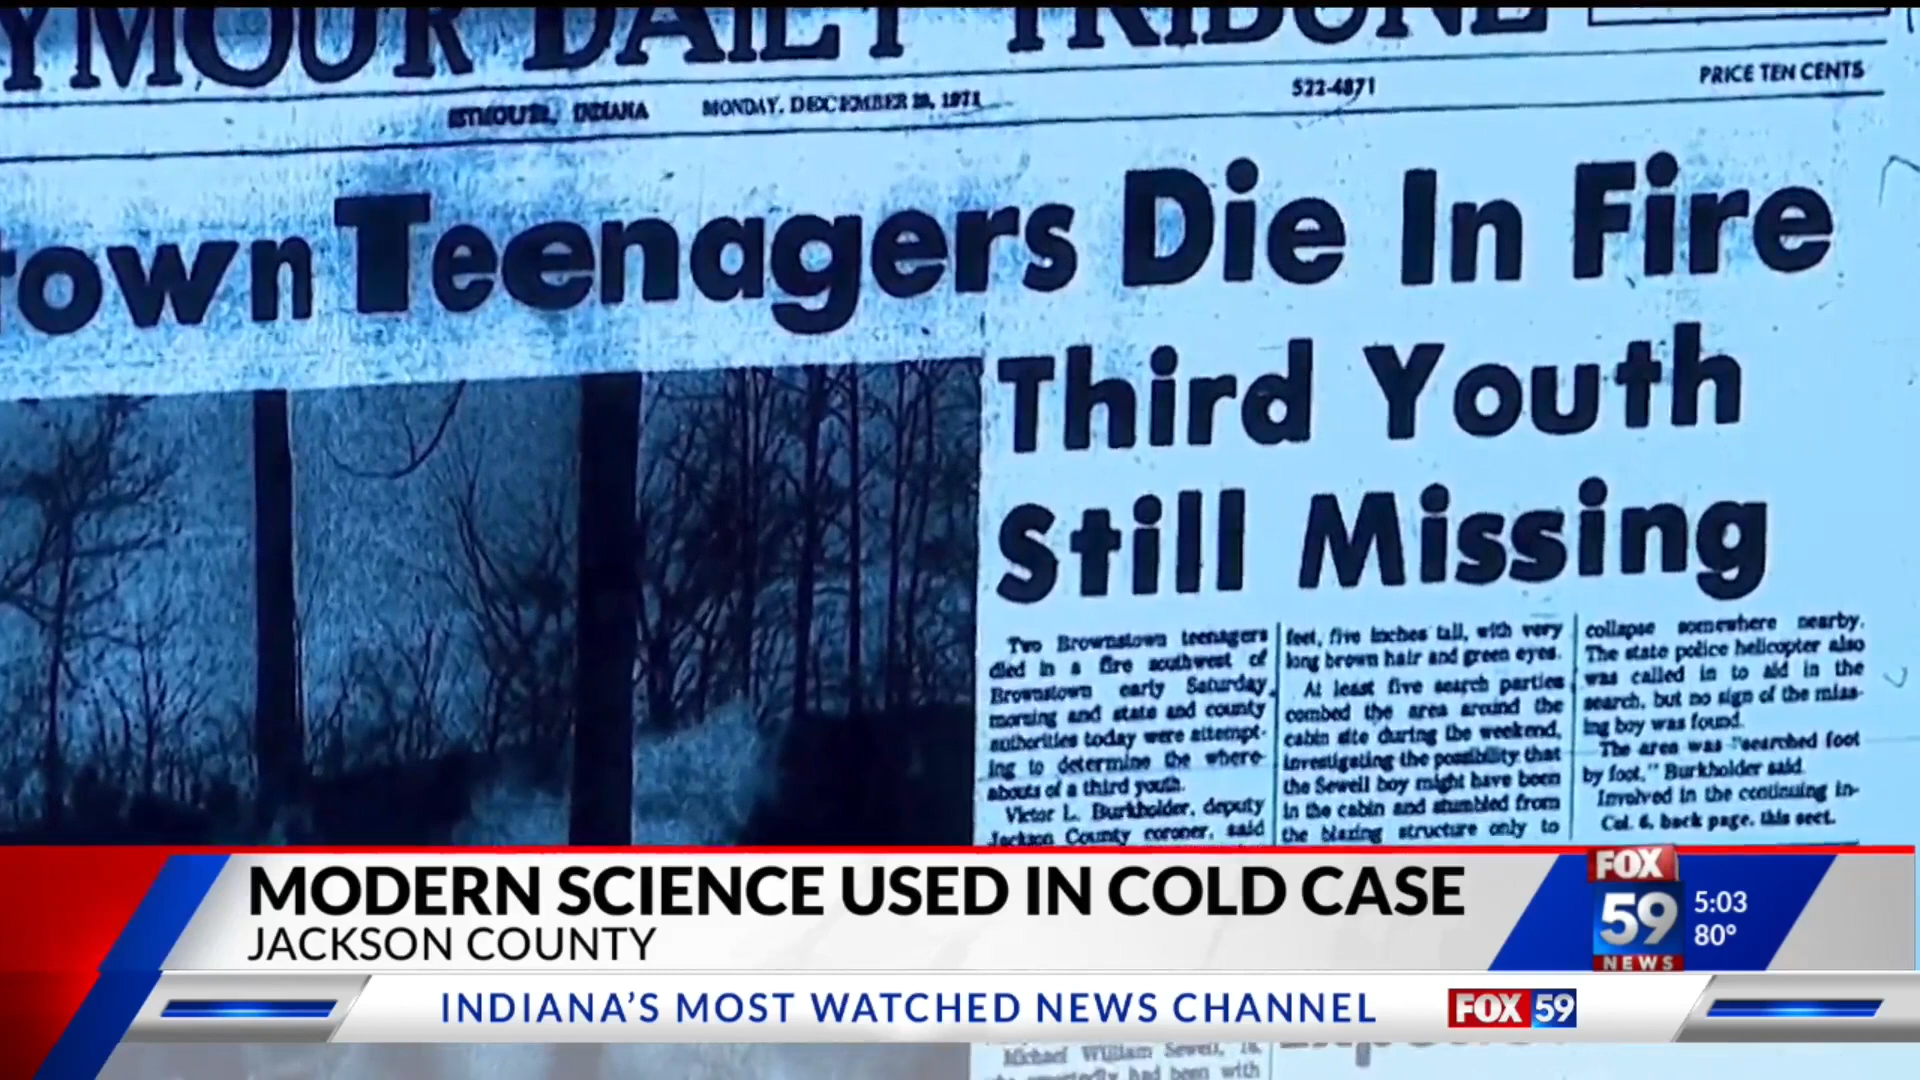 YMOUR DAILY TRIBUNE
INDIANA MONDAY, DECEMBER 1971 522-4871 PRICE TEN CENTS
town Teenagers Die In Fire
Third Youth
Still Missing
Two Brownstown teenagers
died in a fire southwest of
Brownstown early Saturday
morning and state and county
authorities today were attempt-
ing to determine the where-
abouts of a third youth.
Victor L. Burkholder, deputy
Jackson County coroner, said
feet, five inches tall, with very
long brown hair and green eyes.
At least five search parties
combed the area around the
cabin site during the weekend,
investigating the possibility that
the Sewell boy might have been
in the cabin and stumbled from
the blazing structure only to
collapse somewhere nearby.
The state police helicopter also
was called in to aid in the
search, but no sign of the miss-
ing boy was found.
The area was "searched foot
by foot," Burkholder said.
Involved in the continuing in-
Col. 6, back page, this sect.
MODERN SCIENCE USED IN COLD CASE
JACKSON COUNTY
FOX
59
NEWS
5:03
80°
INDIANA'S MOST WATCHED NEWS CHANNEL FOX 59
Michael William Sewell,
had been with